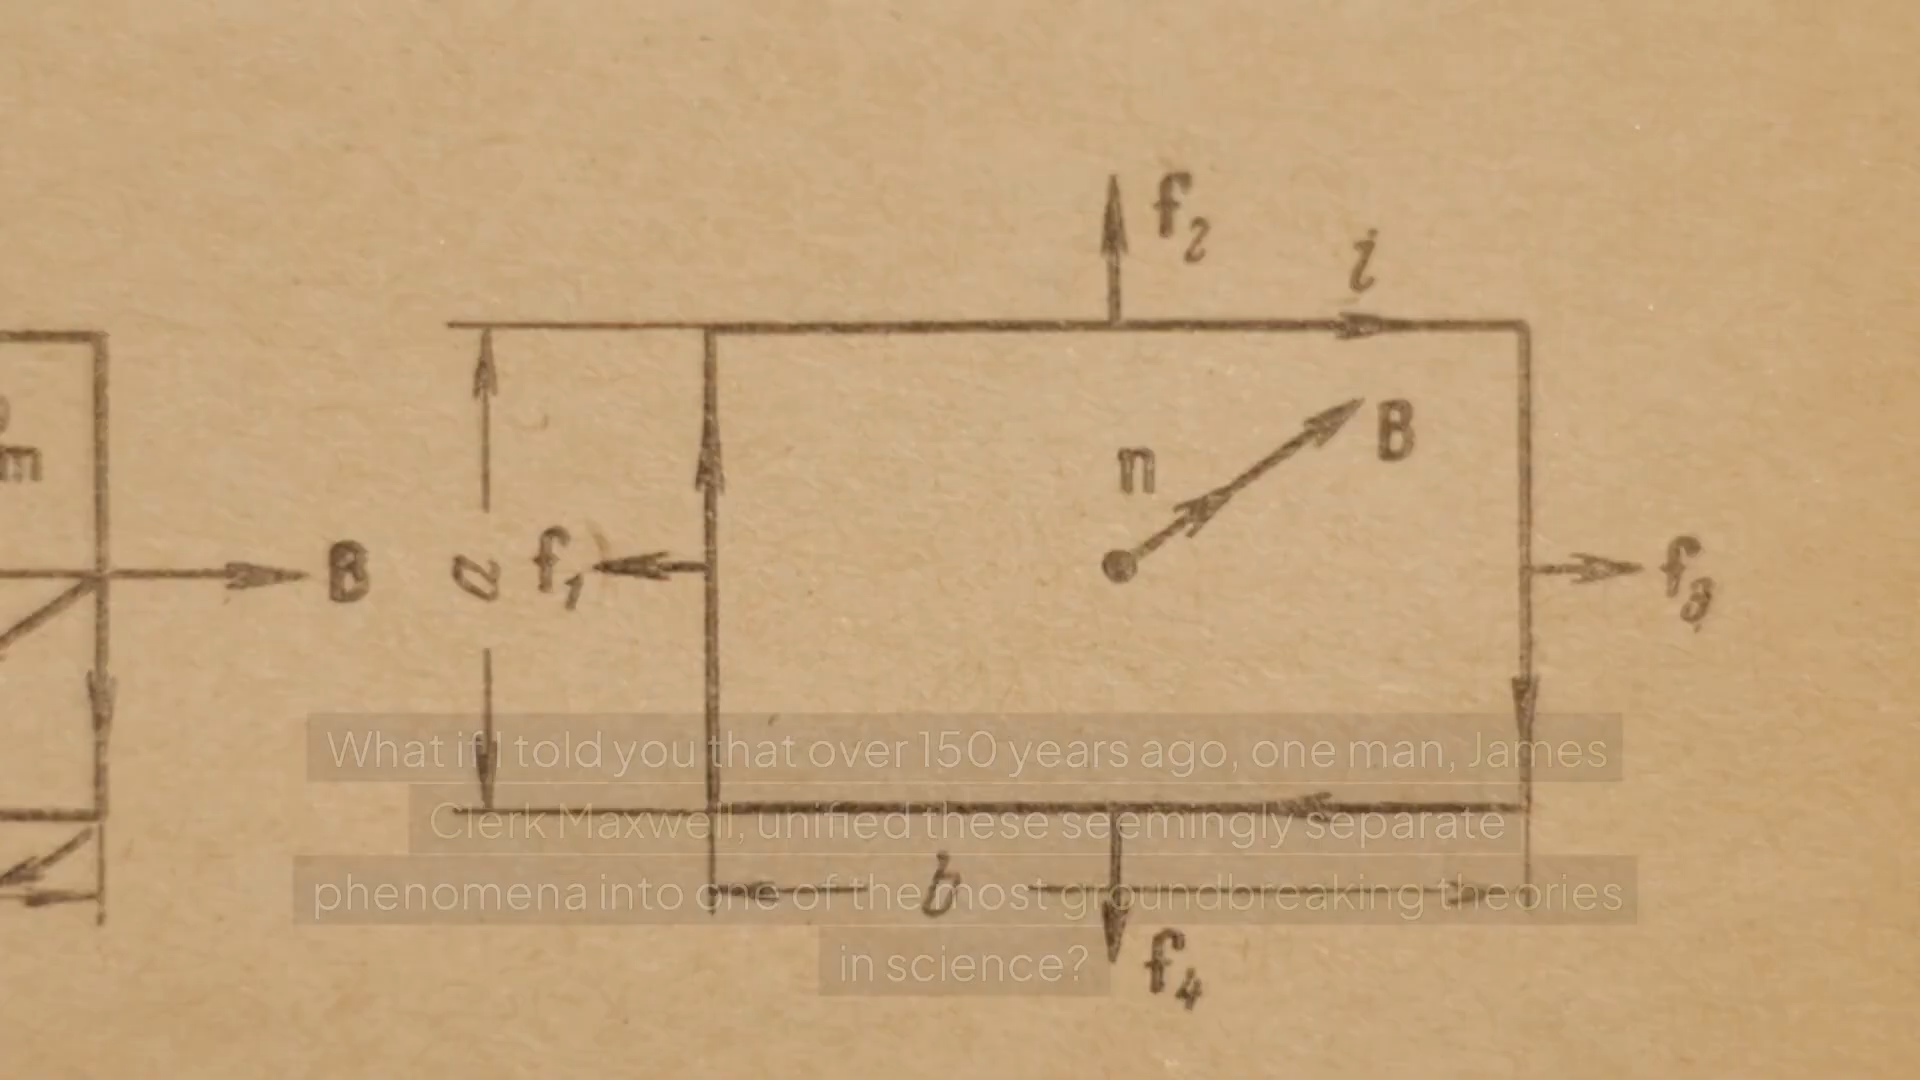 f₂
i
n
B
m
B
a
f₁
f₃
What if I told you that over 150 years ago, one man, James
Clerk Maxwell, unified these seemingly separate
phenomena into one of the most groundbreaking theories
in science?
b
f₄